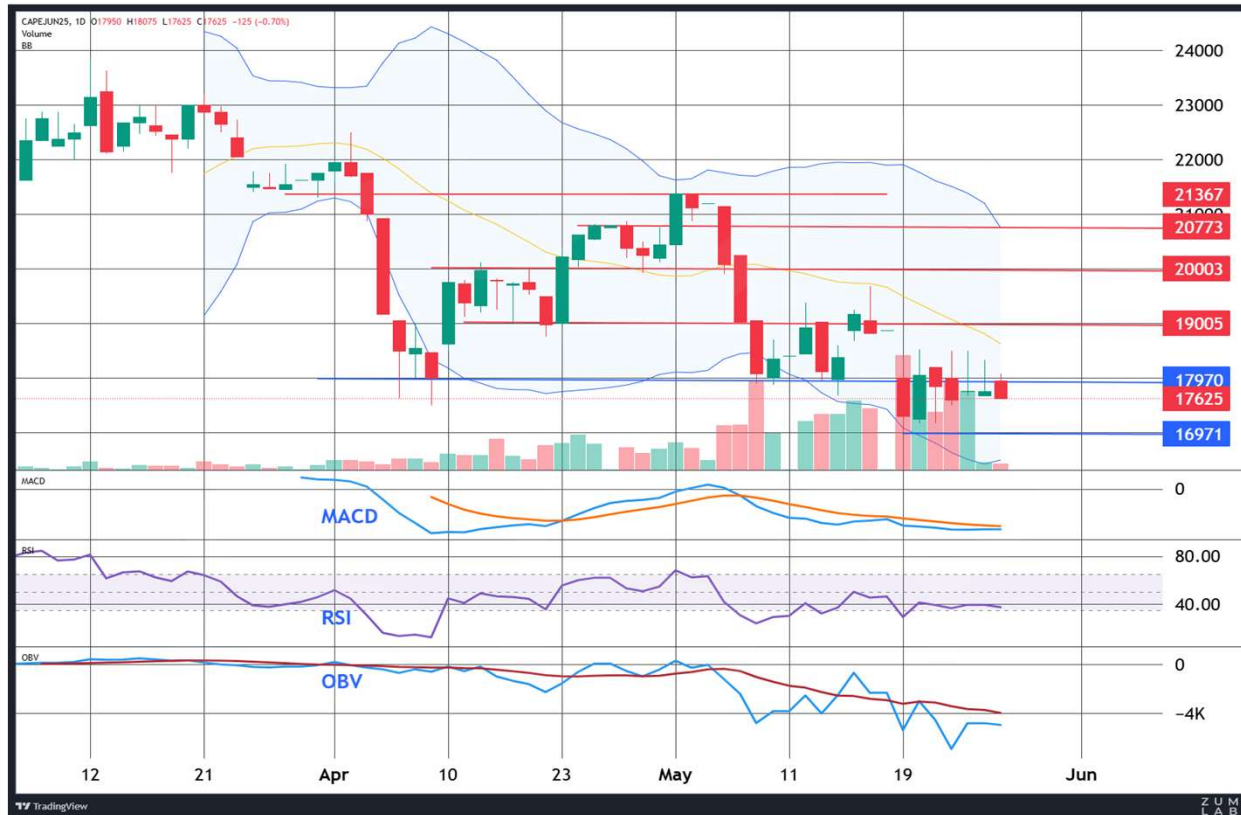 CAPEJUN25, 1D O17950 H18075 L17625 C17625 −125 (−0.70%)
Volume
BB
24000
23000
22000
21367
21000
20773
20003
19005
17970
17625
16971
MACD
MACD
0
RSI
RSI
80.00
40.00
OBV
OBV
0
−4K
12 21 Apr 10 23 May 11 19 Jun
TradingView
ZUM
LAB